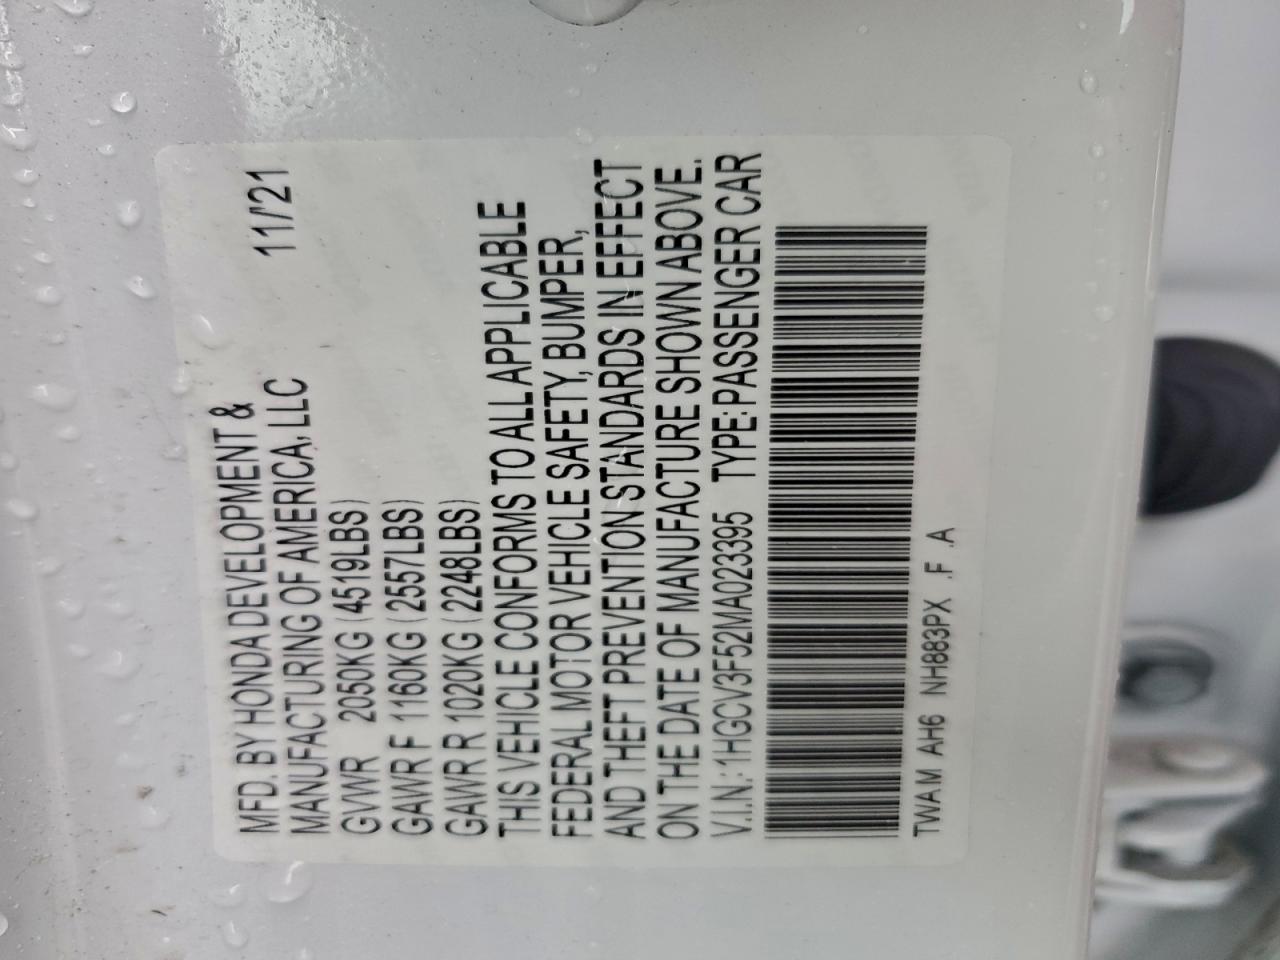 MFD. BY HONDA DEVELOPMENT &
MANUFACTURING OF AMERICA, LLC 11/21
GVWR 2050KG (4519LBS)
GAWR F 1160KG (2557LBS)
GAWR R 1020KG (2248LBS)
THIS VEHICLE CONFORMS TO ALL APPLICABLE
FEDERAL MOTOR VEHICLE SAFETY, BUMPER,
AND THEFT PREVENTION STANDARDS IN EFFECT
ON THE DATE OF MANUFACTURE SHOWN ABOVE.
V.I.N.: 1HGCV3F52MA023395 TYPE: PASSENGER CAR
TWAM AH6 NH883PX .F .A